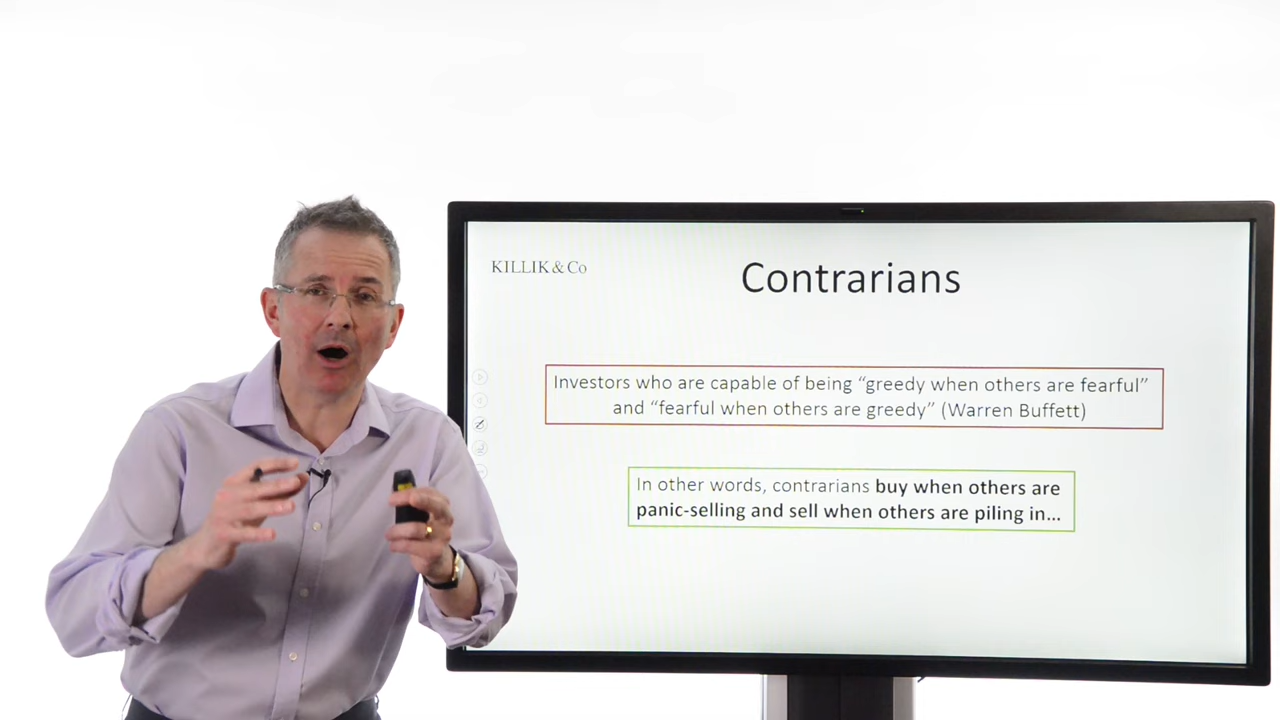 KILLIK & Co
Contrarians
Investors who are capable of being “greedy when others are fearful”
and “fearful when others are greedy” (Warren Buffett)
In other words, contrarians buy when others are
panic-selling and sell when others are piling in...